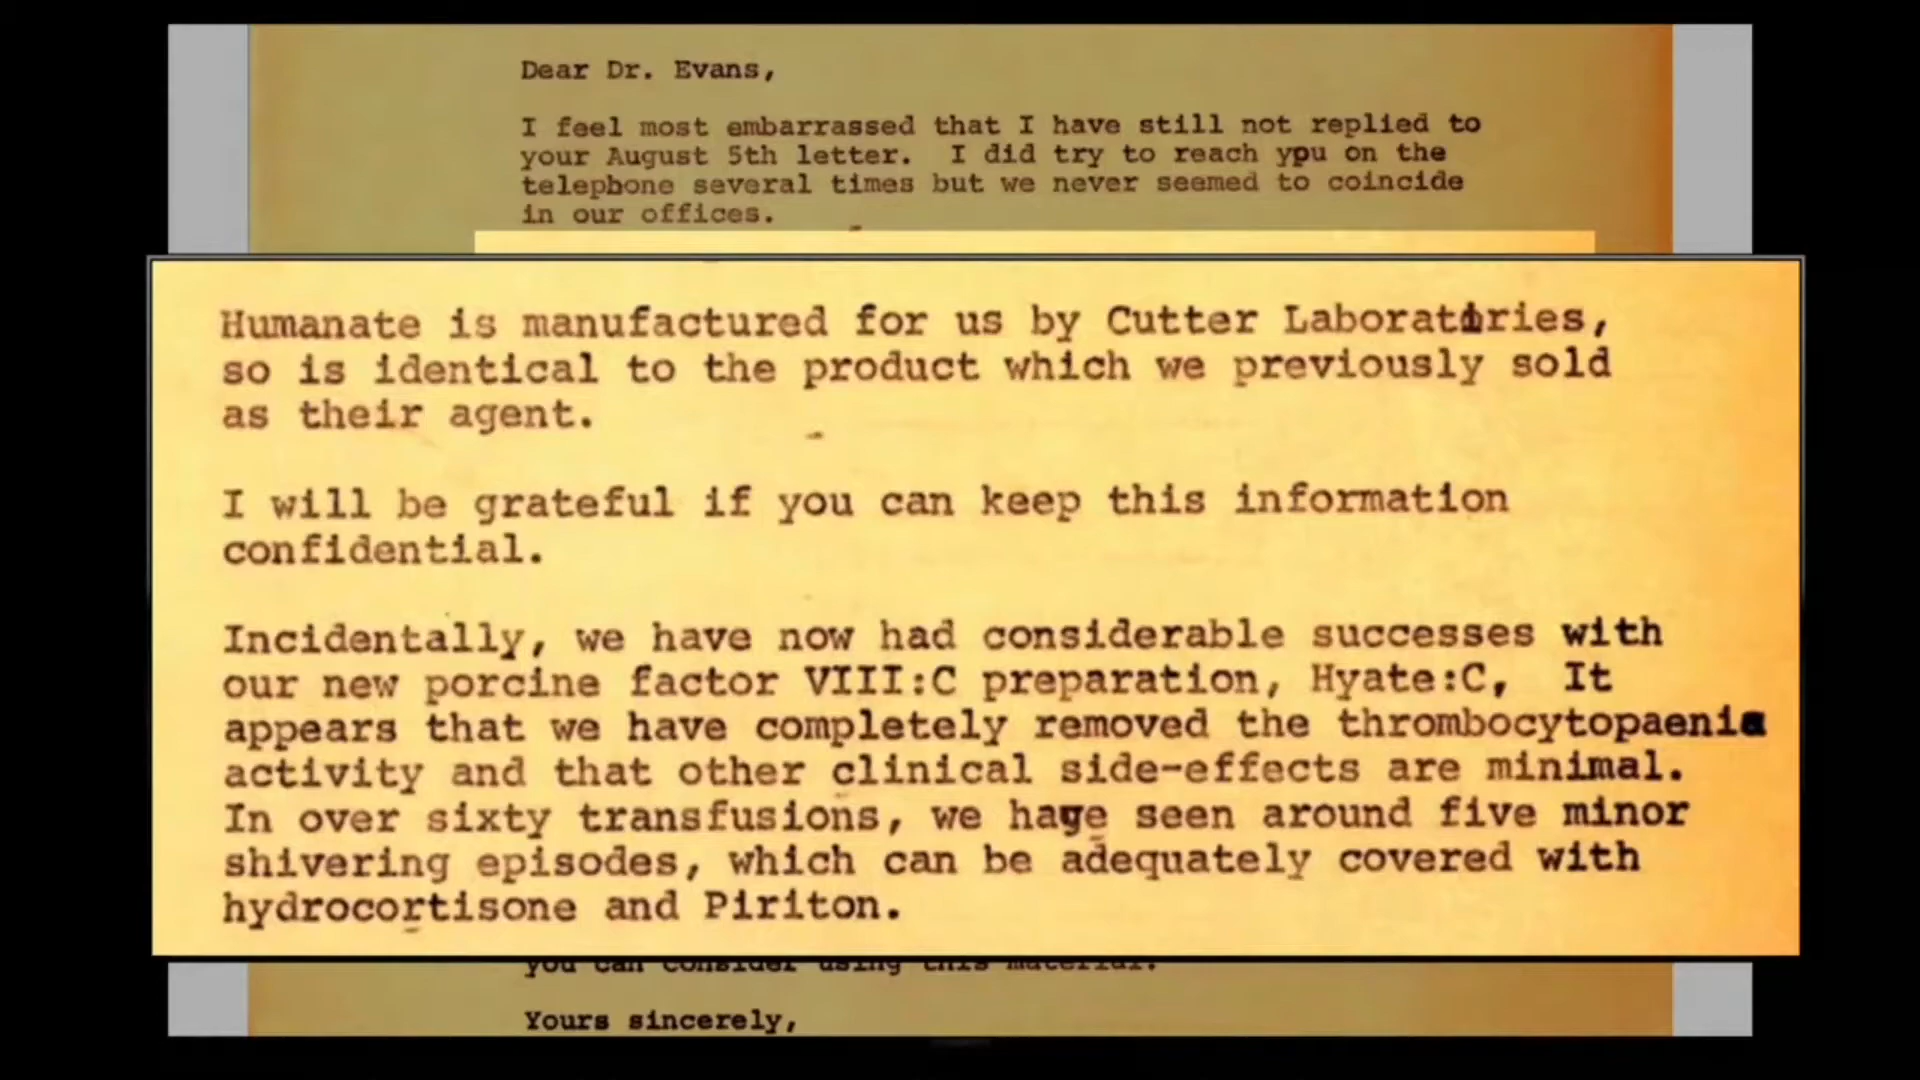 Dear Dr. Evans,
I feel most embarrassed that I have still not replied to
your August 5th letter. I did try to reach ypu on the
telephone several times but we never seemed to coincide
in our offices.
Humanate is manufactured for us by Cutter Laboratories,
so is identical to the product which we previously sold
as their agent.
I will be grateful if you can keep this information
confidential.
Incidentally, we have now had considerable successes with
our new porcine factor VIII:C preparation, Hyate:C, It
appears that we have completely removed the thrombocytopaenia
activity and that other clinical side-effects are minimal.
In over sixty transfusions, we have seen around five minor
shivering episodes, which can be adequately covered with
hydrocortisone and Piriton.
you can consider using this material.
Yours sincerely,